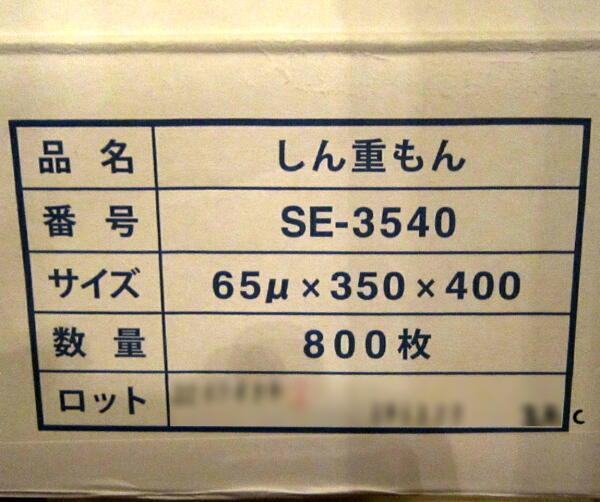 品名 しん重もん
番号 SE-3540
サイズ 65μ×350×400
数量 800枚
ロット
c